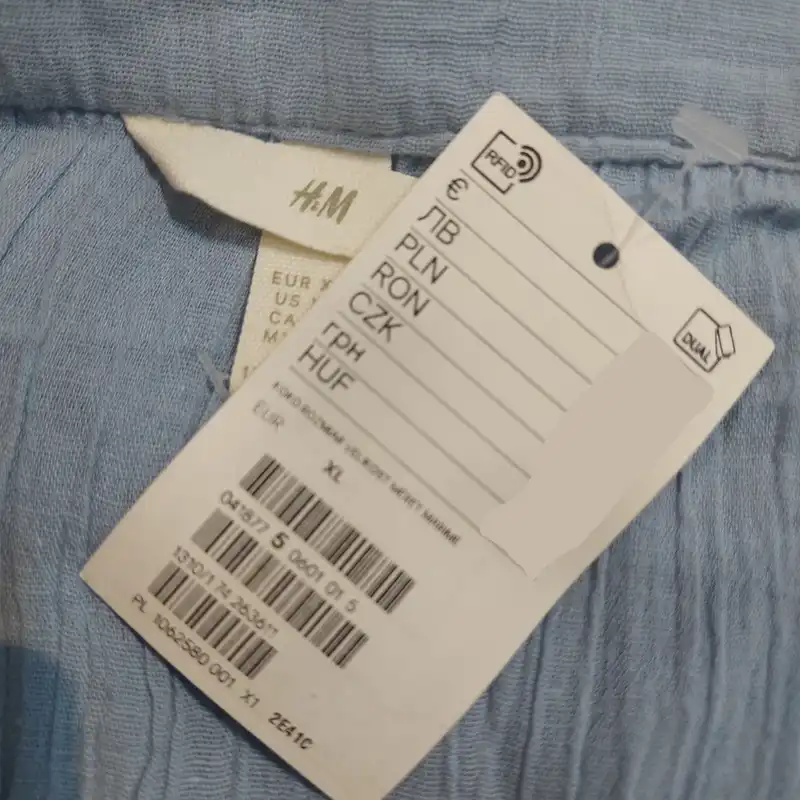 H&M
EUR X
US
CA
RFID
€
ЛВ
PLN
RON
CZK
грн
HUF
DUAL
EUR
XL
041877 5 0601 01 5
1310/174 263611
PL 1062580 001 X1 2E41C